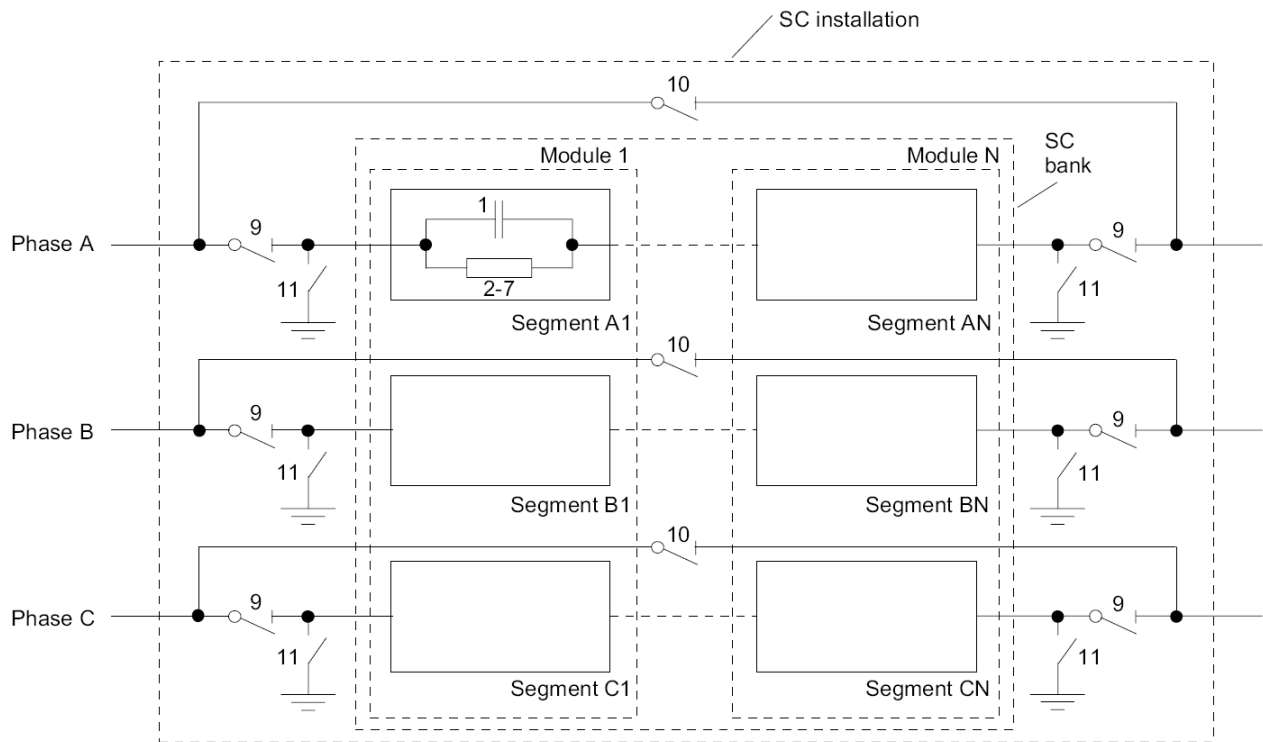 SC installation
10
SC
bank
Module 1
Module N
1
2-7
Phase A
9
11
9
11
Segment A1
Segment AN
10
Phase B
9
11
9
11
Segment B1
Segment BN
10
Phase C
9
11
9
11
Segment C1
Segment CN